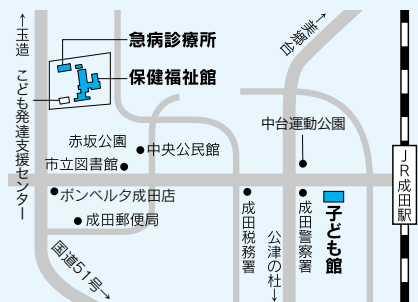 ←玉造
こども発達支援センター
急病診療所
保健福祉館
→美郷台
赤坂公園
中央公民館
市立図書館
中台運動公園
JR成田駅
ボンベルタ成田店
成田郵便局
成田税務署
成田警察署
子ども館
公津の杜→
国道51号→